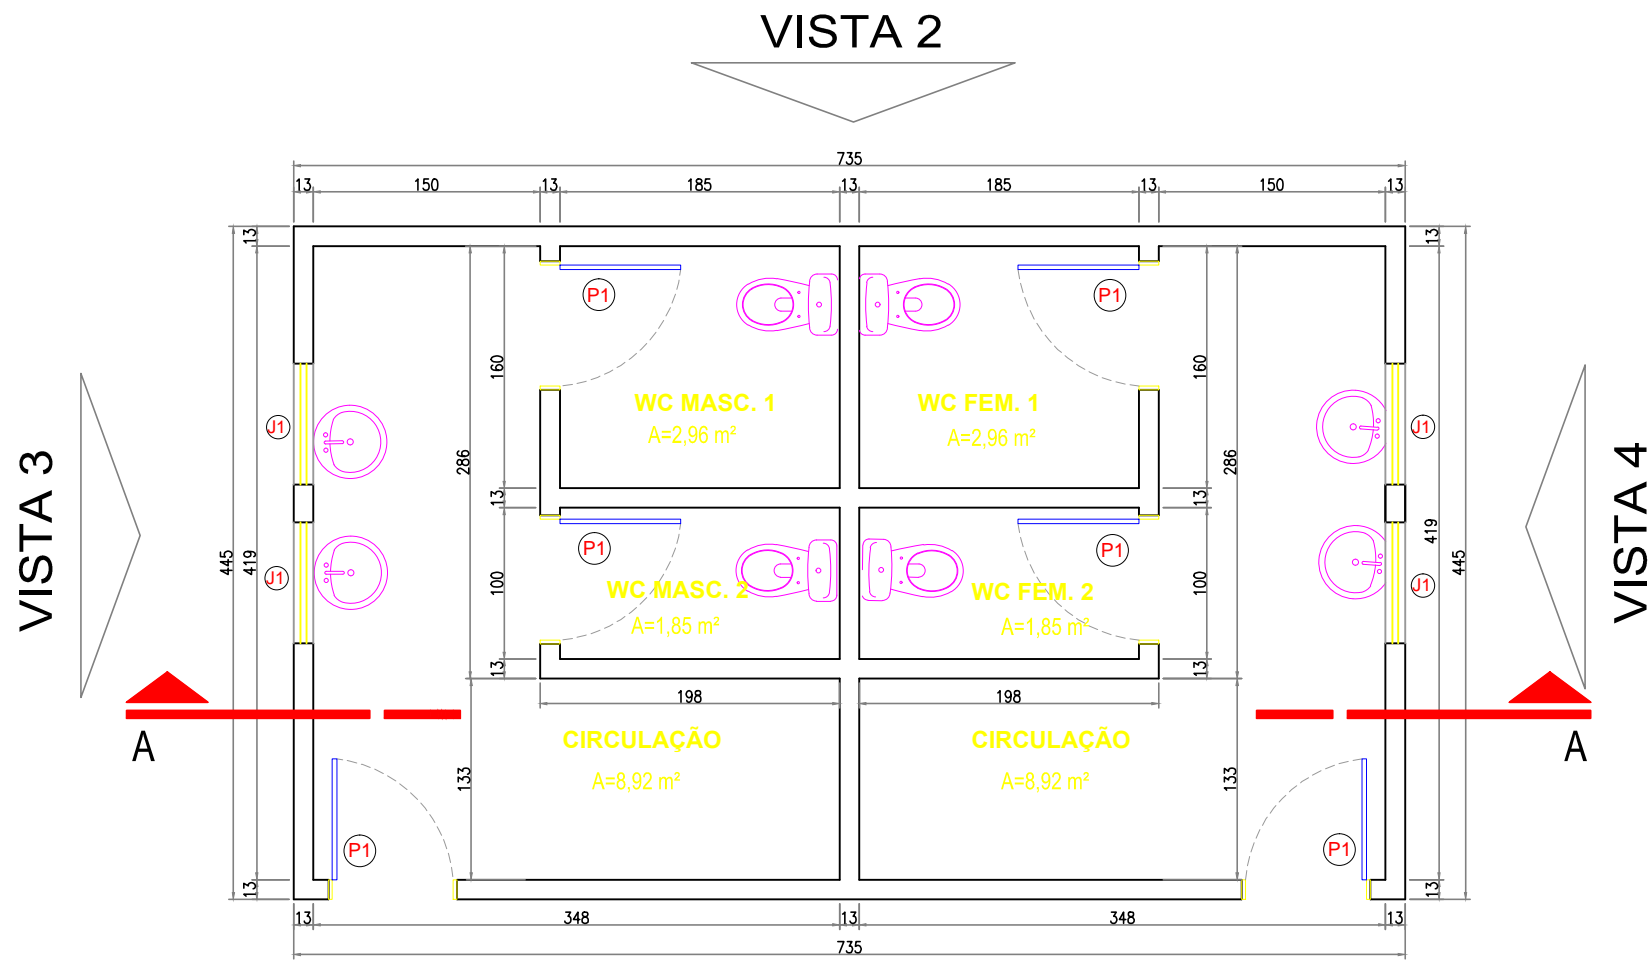 VISTA 2
735
13
150
13
185
13
185
13
150
13
13
13
P1
P1
160
160
WC MASC. 1
A=2,96 m²
WC FEM. 1
A=2,96 m²
J1
J1
286
286
VISTA 3
VISTA 4
13
13
445
419
419
445
P1
P1
100
100
J1
J1
WC MASC. 2
A=1,85 m²
WC FEM. 2
A=1,85 m²
13
13
198
198
A
A
CIRCULAÇÃO
A=8,92 m²
CIRCULAÇÃO
A=8,92 m²
133
133
P1
P1
13
13
13
348
13
348
13
735